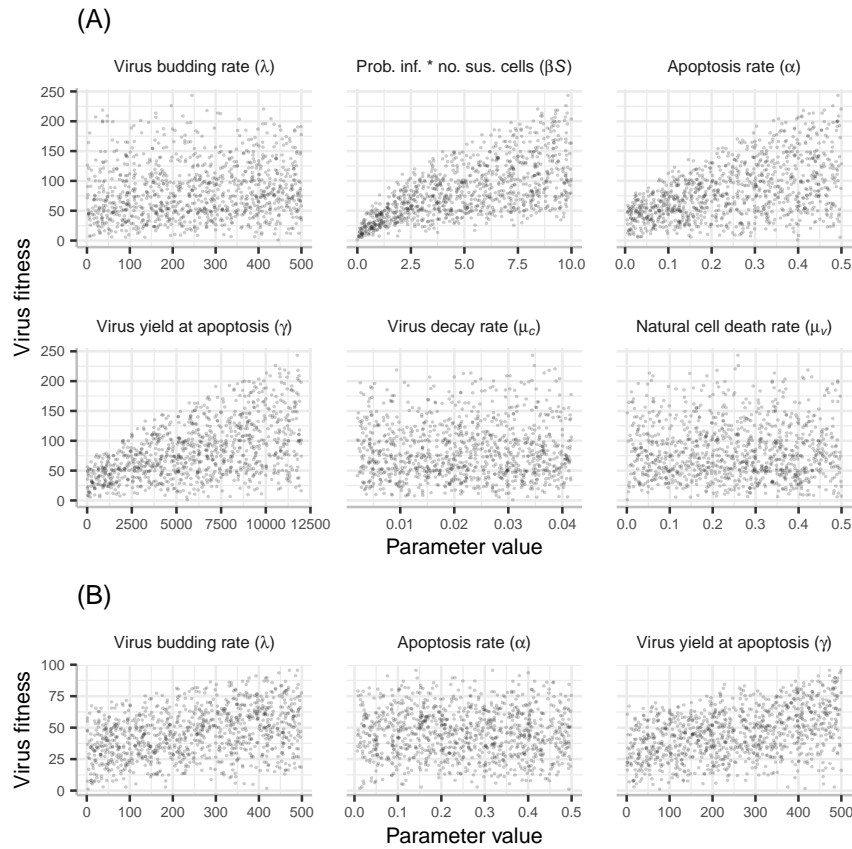 (A)
Virus budding rate (λ)
Prob. inf. * no. sus. cells (βS)
Apoptosis rate (α)
250
200
150
100
50
0
0 100 200 300 400 500
0.0 2.5 5.0 7.5 10.0
0.0 0.1 0.2 0.3 0.4 0.5
Virus fitness
Virus yield at apoptosis (γ)
Virus decay rate (μc)
Natural cell death rate (μv)
250
200
150
100
50
0
0 2500 5000 7500 10000 12500
0.01 0.02 0.03 0.04
0.0 0.1 0.2 0.3 0.4 0.5
Parameter value
(B)
Virus budding rate (λ)
Apoptosis rate (α)
Virus yield at apoptosis (γ)
100
75
50
25
0
Virus fitness
0 100 200 300 400 500
0.0 0.1 0.2 0.3 0.4 0.5
0 100 200 300 400 500
Parameter value